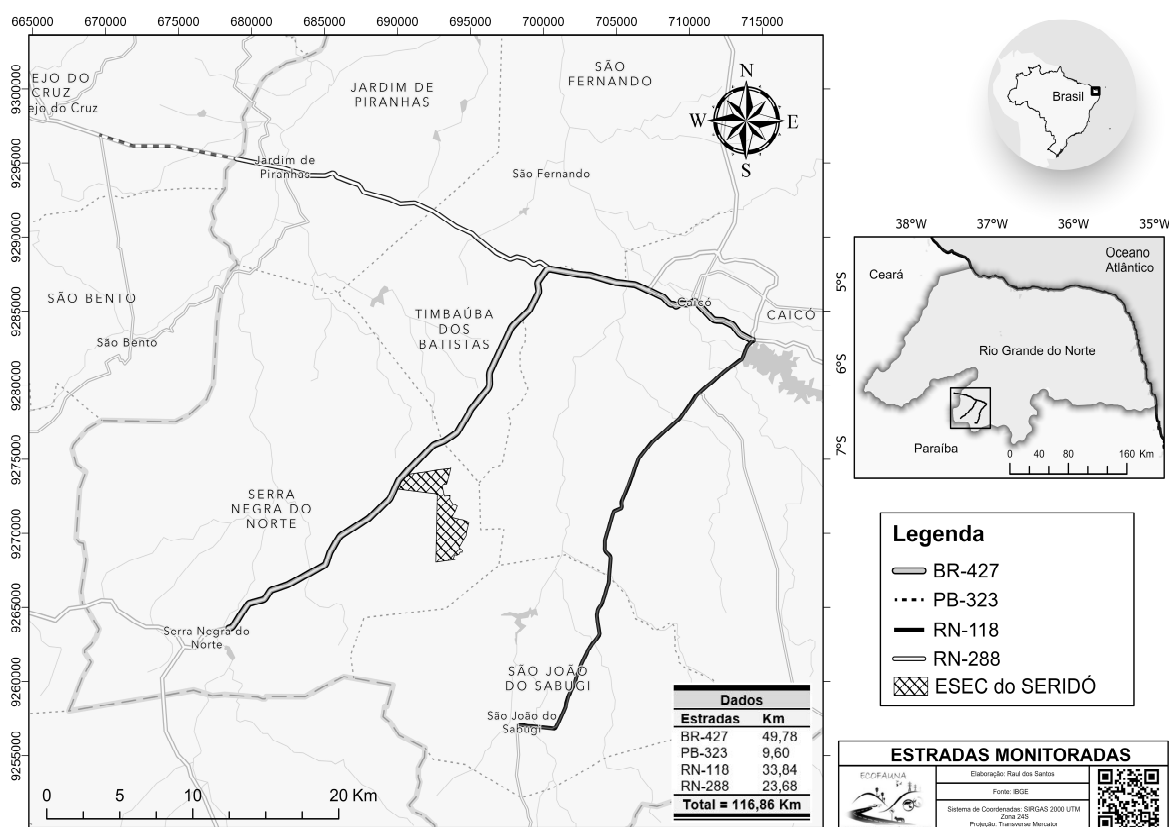 665000 670000 675000 680000 685000 690000 695000 700000 705000 710000 715000
9300000
9295000
9290000
9285000
9280000
9275000
9270000
9265000
9260000
9255000
EJO DO
CRUZ
ejo do Cruz
JARDIM DE
PIRANHAS
SÃO
FERNANDO
N
W E
S
Jardim de
Piranhas
São Fernando
SÃO BENTO
São Bento
TIMBAÚBA
DOS
BATISTAS
Caicó
CAICÓ
SERRA
NEGRA DO
NORTE
Serra Negra do
Norte
SÃO JOÃO
DO SABUGI
São João do
Sabugi
0 5 10 20 Km
Dados
Estradas Km
BR-427 49,78
PB-323 9,60
RN-118 33,84
RN-288 23,68
Total = 116,86 Km
Brasil
38°W 37°W 36°W 35°W
5°S
6°S
7°S
Ceará
Oceano
Atlântico
Rio Grande do Norte
Paraíba
0 40 80 160 Km
Legenda
BR-427
PB-323
RN-118
RN-288
ESEC do SERIDÓ
ESTRADAS MONITORADAS
ECOFAUNA
Elaboração: Raul dos Santos
Fonte: IBGE
Sistema de Coordenadas: SIRGAS 2000 UTM
Zona 24S
Projeção: Transverse Mercator